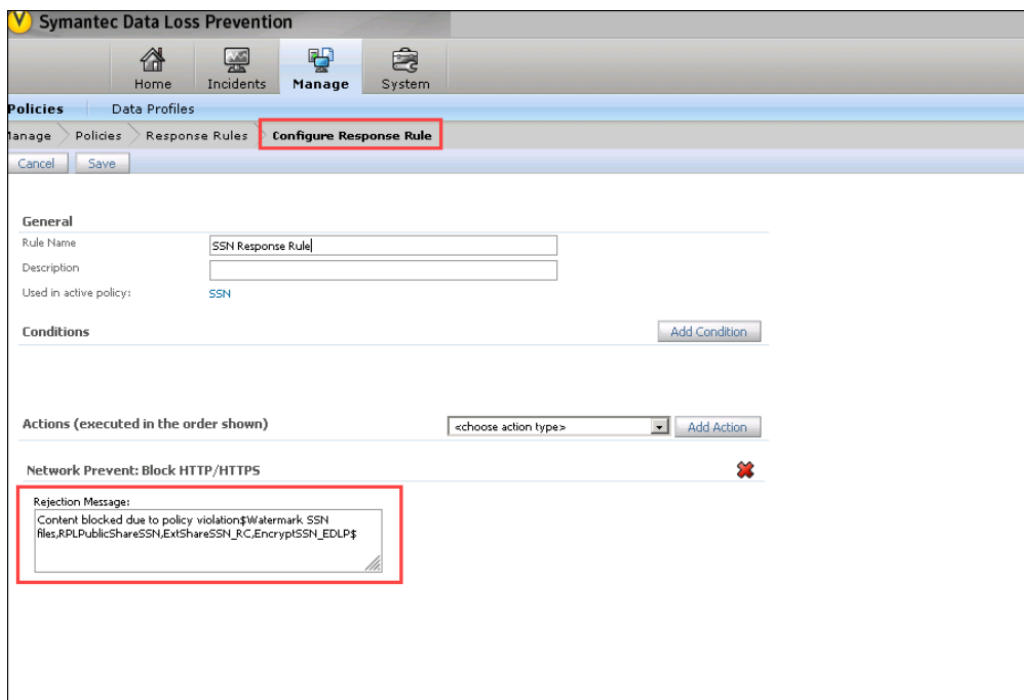 Symantec Data Loss Prevention
Home Incidents Manage System
Policies Data Profiles
Manage Policies Response Rules Configure Response Rule
Cancel Save
General
Rule Name SSN Response Rule
Description
Used in active policy: SSN
Conditions Add Condition
Actions (executed in the order shown) <choose action type> Add Action
Network Prevent: Block HTTP/HTTPS
Rejection Message:
Content blocked due to policy violation$Watermark SSN
files,RPLPublicShareSSN,ExtShareSSN_RC,EncryptSSN_EDLP$